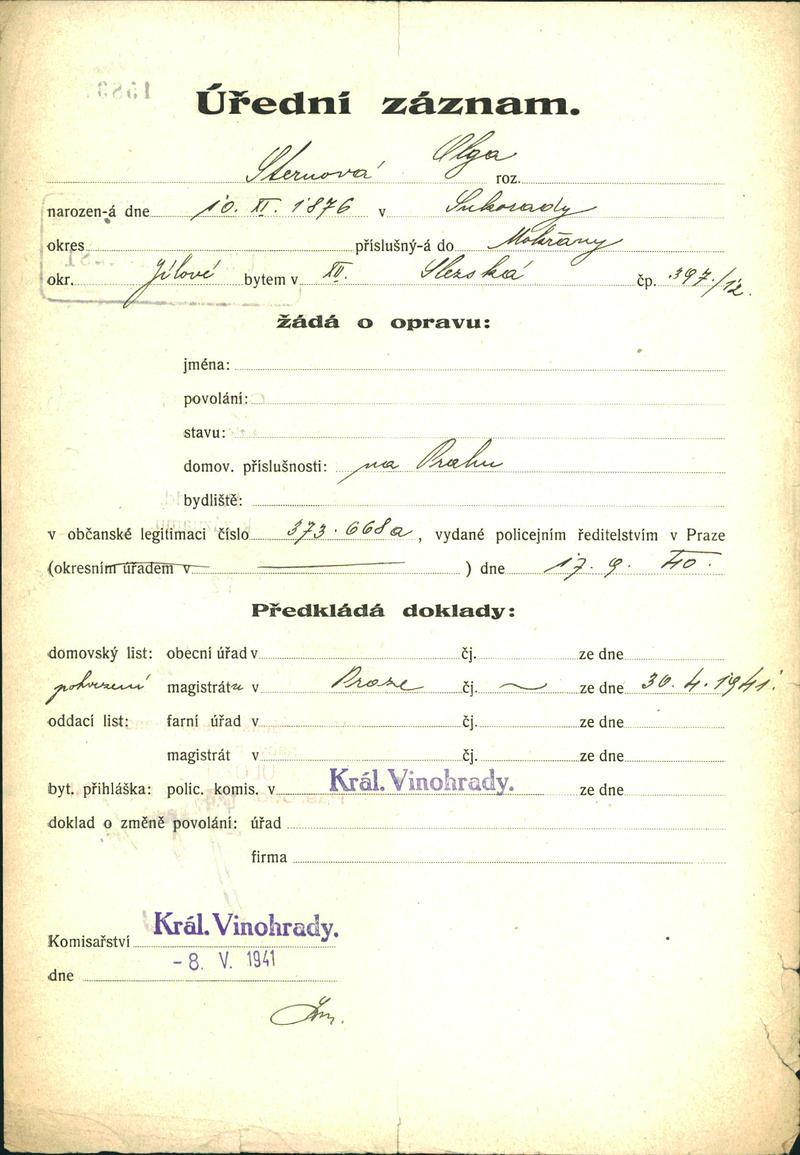 Úřední záznam.
Sternová Olga roz.
narozen-á dne 10. XI. 1876 v Sukorady
okres příslušný-á do Mokřany
okr. Jílové bytem v XII. Slezská čp. 397/12.
žádá o opravu:
jména:
povolání:
stavu:
domov. příslušnosti: na Prahu
bydliště:
v občanské legitimaci číslo 373.668a, vydané policejním ředitelstvím v Praze
(okresním úřadem v ) dne 17. 9. 40.
Předkládá doklady:
domovský list: obecní úřad v čj. ze dne
potvrzení magistrátu v Praze čj. ~ ze dne 30.4.1941.
oddací list: farní úřad v čj. ze dne
magistrát v čj. ze dne
byt. přihláška: polic. komis. v Král. Vinohrady. ze dne
doklad o změně povolání: úřad
firma
Komisařství Král. Vinohrady.
dne - 8. V. 1941